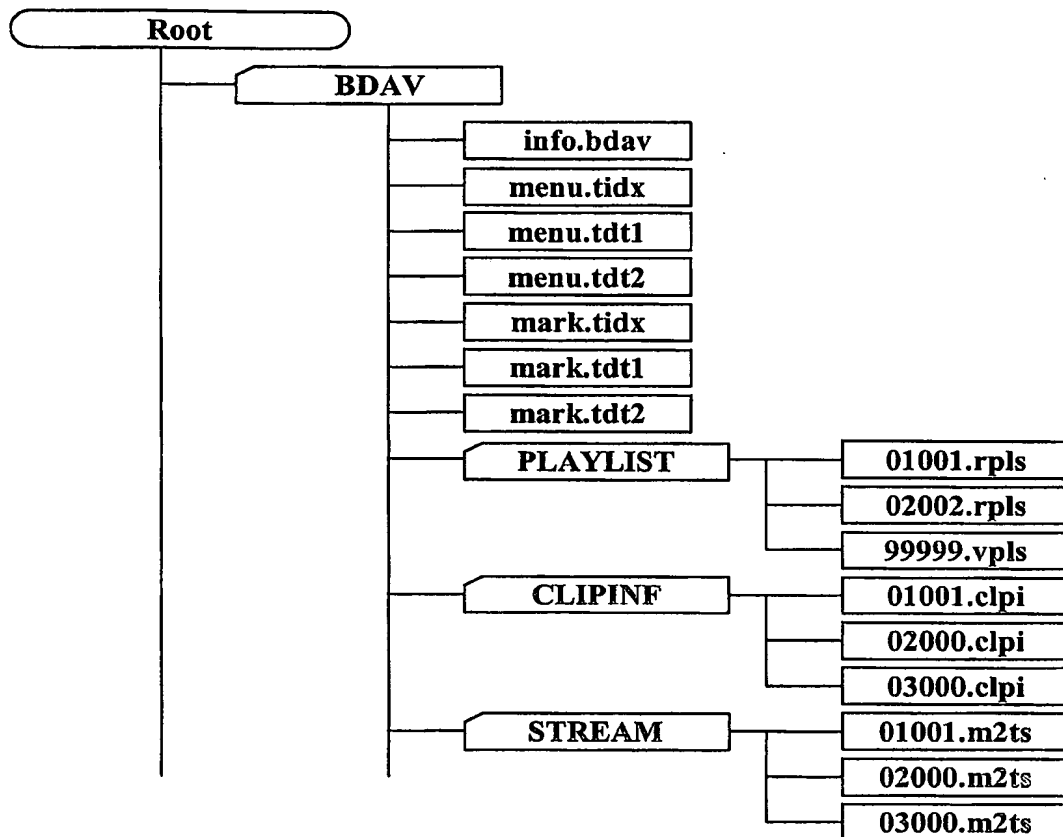 Root
BDAV
info.bdav
menu.tidx
menu.tdt1
menu.tdt2
mark.tidx
mark.tdt1
mark.tdt2
PLAYLIST
01001.rpls
02002.rpls
99999.vpls
CLIPINF
01001.clpi
02000.clpi
03000.clpi
STREAM
01001.m2ts
02000.m2ts
03000.m2ts